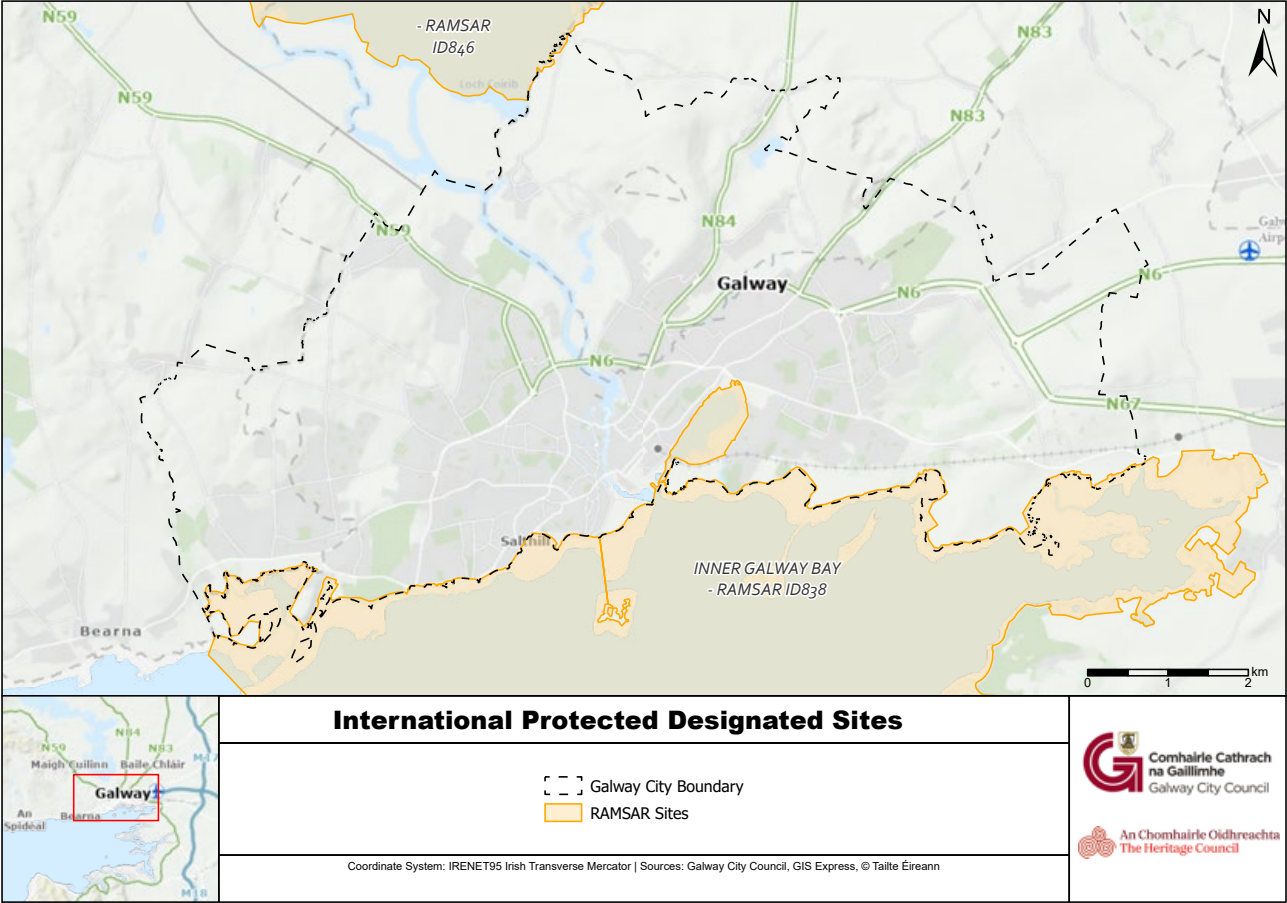 N59
- RAMSAR
ID846
N83
N
Loch Coirib
N59
N83
N59
N84
Galway
N6
N6
N6
N67
Salthill
INNER GALWAY BAY
- RAMSAR ID838
Bearna
km
0 1 2
International Protected Designated Sites
Galway City Boundary
RAMSAR Sites
Coordinate System: IRENET95 Irish Transverse Mercator | Sources: Galway City Council, GIS Express, © Tailte Éireann
N84
N59
N83
Maigh Cuilinn
Baile Chláir
M17
Galway
An
Spidéal
Bearna
M18
Comhairle Cathrach
na Gaillimhe
Galway City Council
An Chomhairle Oidhreachta
The Heritage Council